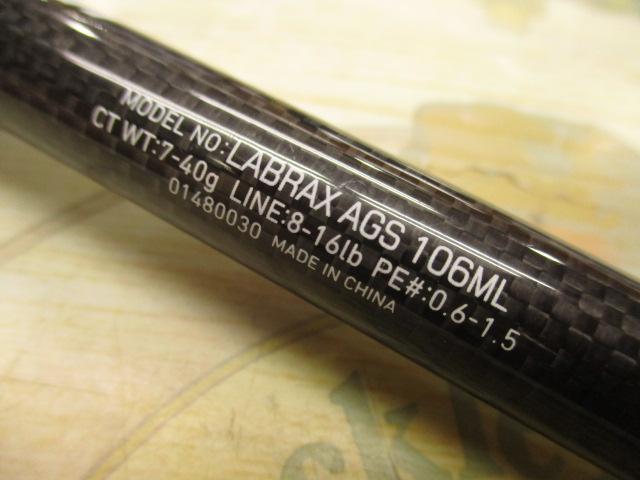 MODEL NO:LABRAX AGS 106ML
CT WT:7-40g LINE:8-16lb PE#:0.6-1.5
01480030 MADE IN CHINA